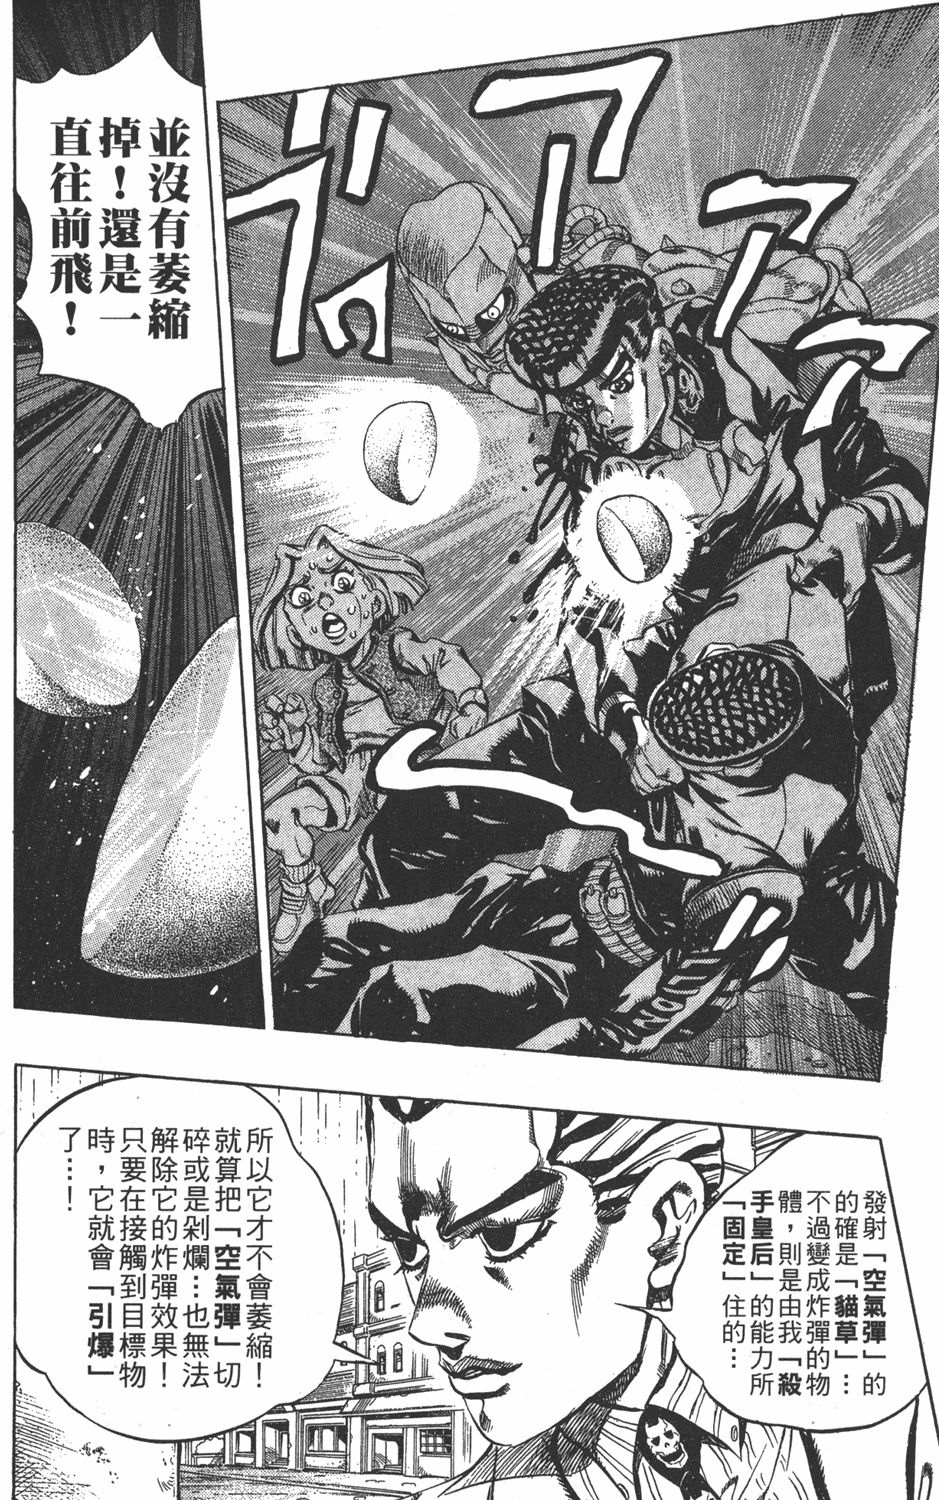 ドドドド
並沒有萎縮
掉！還是一
直往前飛！
發射「空氣彈」的
的確是「貓草」…
不過變成炸彈的物
體，則是由我「殺
手皇后」的能力所
「固定」住的…
所以它才不會萎縮！
就算把「空氣彈」切
碎或是剁爛…也無法
解除它的炸彈效果！
只要在接觸到目標物
時，它就會「引爆」
了…！